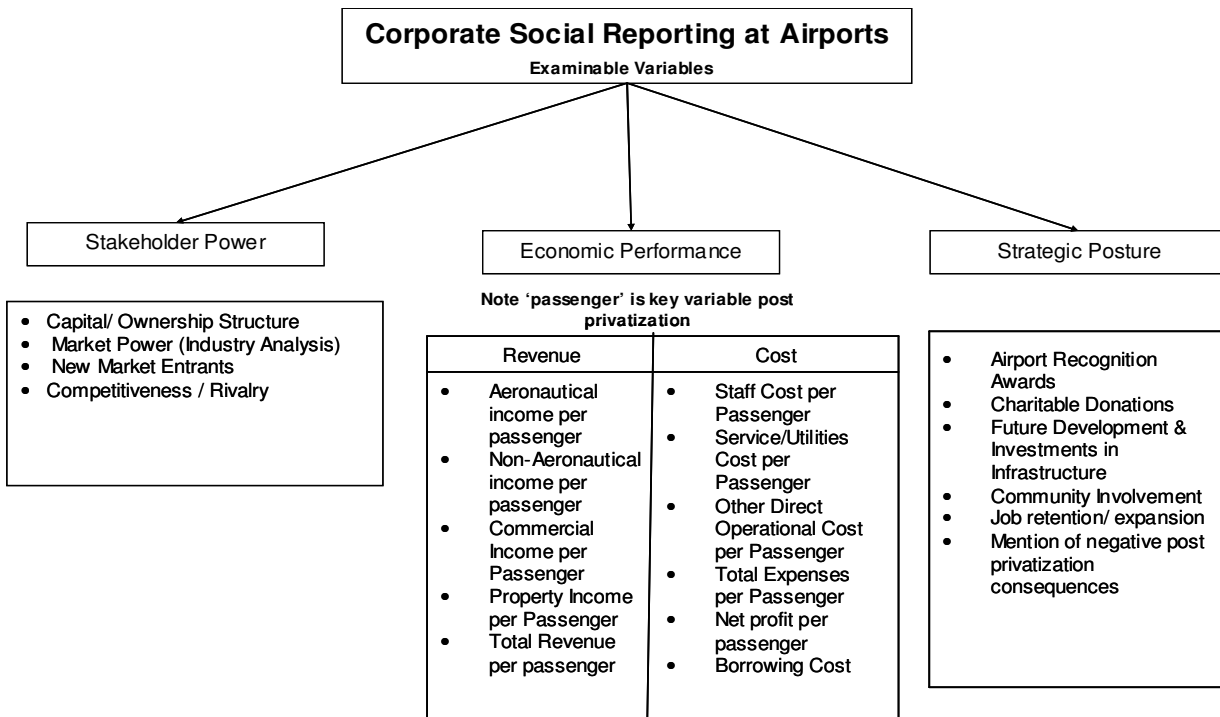 Corporate Social Reporting at Airports
Examinable Variables
Stakeholder Power
Economic Performance
Strategic Posture
• Capital/ Ownership Structure
• Market Power (Industry Analysis)
• New Market Entrants
• Competitiveness / Rivalry
Note ‘passenger’ is key variable post
privatization
Revenue
• Aeronautical
income per
passenger
• Non-Aeronautical
income per
passenger
• Commercial
Income per
Passenger
• Property Income
per Passenger
• Total Revenue
per passenger
Cost
• Staff Cost per
Passenger
• Service/Utilities
Cost per
Passenger
• Other Direct
Operational Cost
per Passenger
• Total Expenses
per Passenger
• Net profit per
passenger
• Borrowing Cost
• Airport Recognition
Awards
• Charitable Donations
• Future Development &
Investments in
Infrastructure
• Community Involvement
• Job retention/ expansion
• Mention of negative post
privatization
consequences